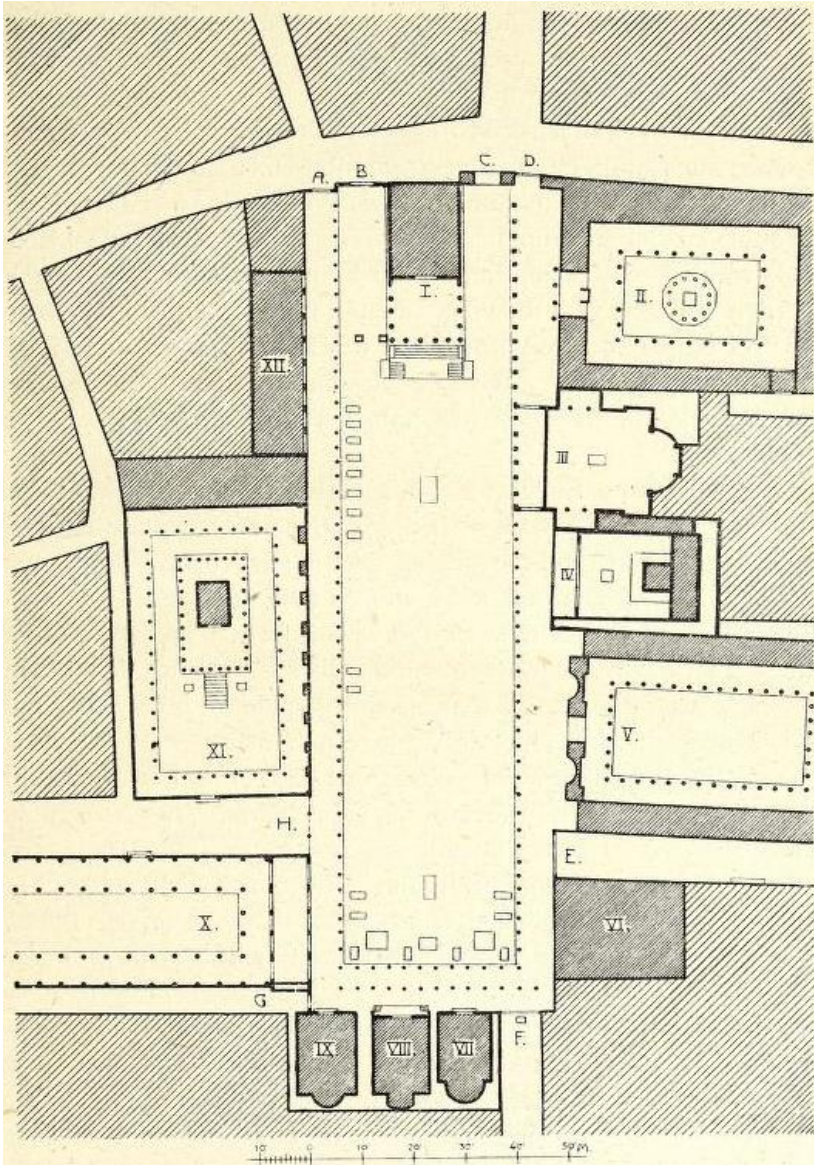 C.
A. B. D.
I. II.
XII.
III
IV.
XI. V.
H.
E.
X. VI.
G
F.
IX. VIII. VII
10 0 10 20 30 40 50 M.